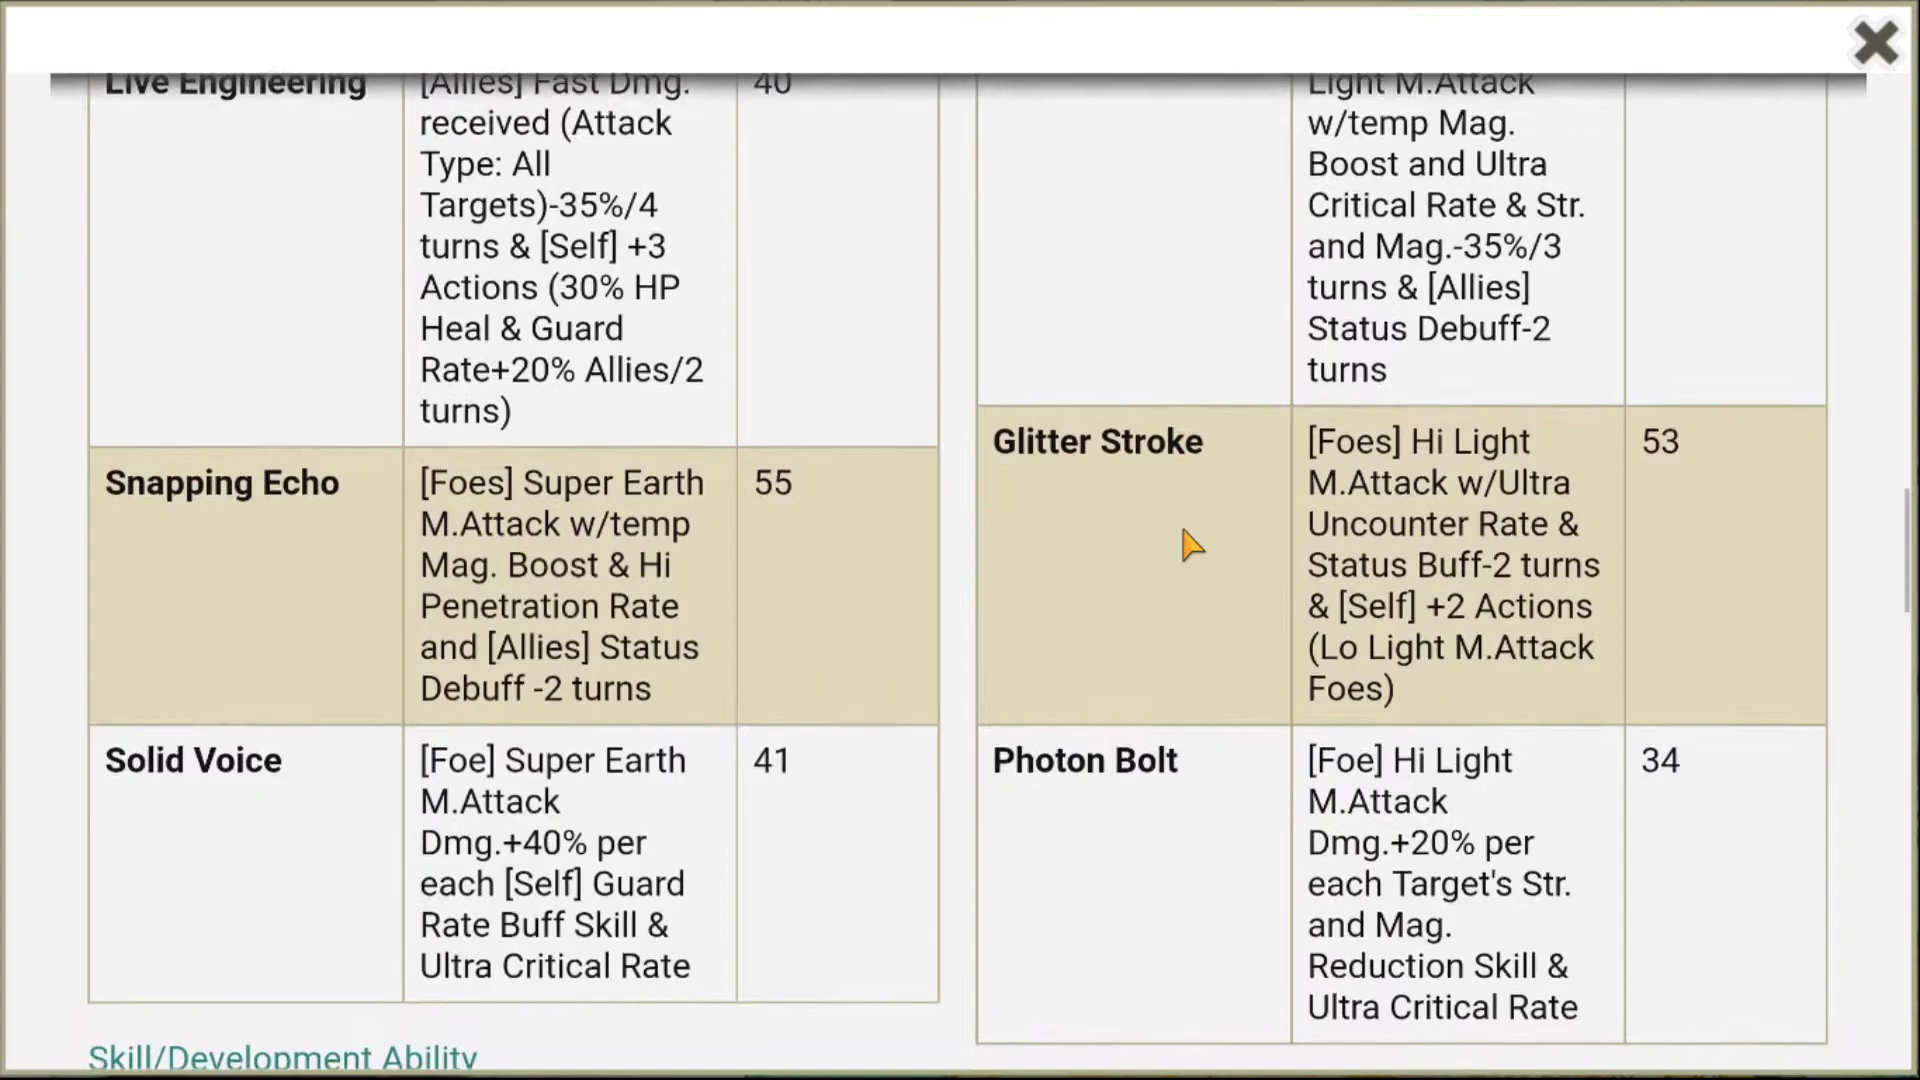 Live Engineering
[Allies] Fast Dmg.
received (Attack
Type: All
Targets)-35%/4
turns & [Self] +3
Actions (30% HP
Heal & Guard
Rate+20% Allies/2
turns)
40
Snapping Echo
[Foes] Super Earth
M.Attack w/temp
Mag. Boost & Hi
Penetration Rate
and [Allies] Status
Debuff -2 turns
55
Solid Voice
[Foe] Super Earth
M.Attack
Dmg.+40% per
each [Self] Guard
Rate Buff Skill &
Ultra Critical Rate
41
Skill/Development Ability
Light M.Attack
w/temp Mag.
Boost and Ultra
Critical Rate & Str.
and Mag.-35%/3
turns & [Allies]
Status Debuff-2
turns
Glitter Stroke
[Foes] Hi Light
M.Attack w/Ultra
Uncounter Rate &
Status Buff-2 turns
& [Self] +2 Actions
(Lo Light M.Attack
Foes)
53
Photon Bolt
[Foe] Hi Light
M.Attack
Dmg.+20% per
each Target's Str.
and Mag.
Reduction Skill &
Ultra Critical Rate
34